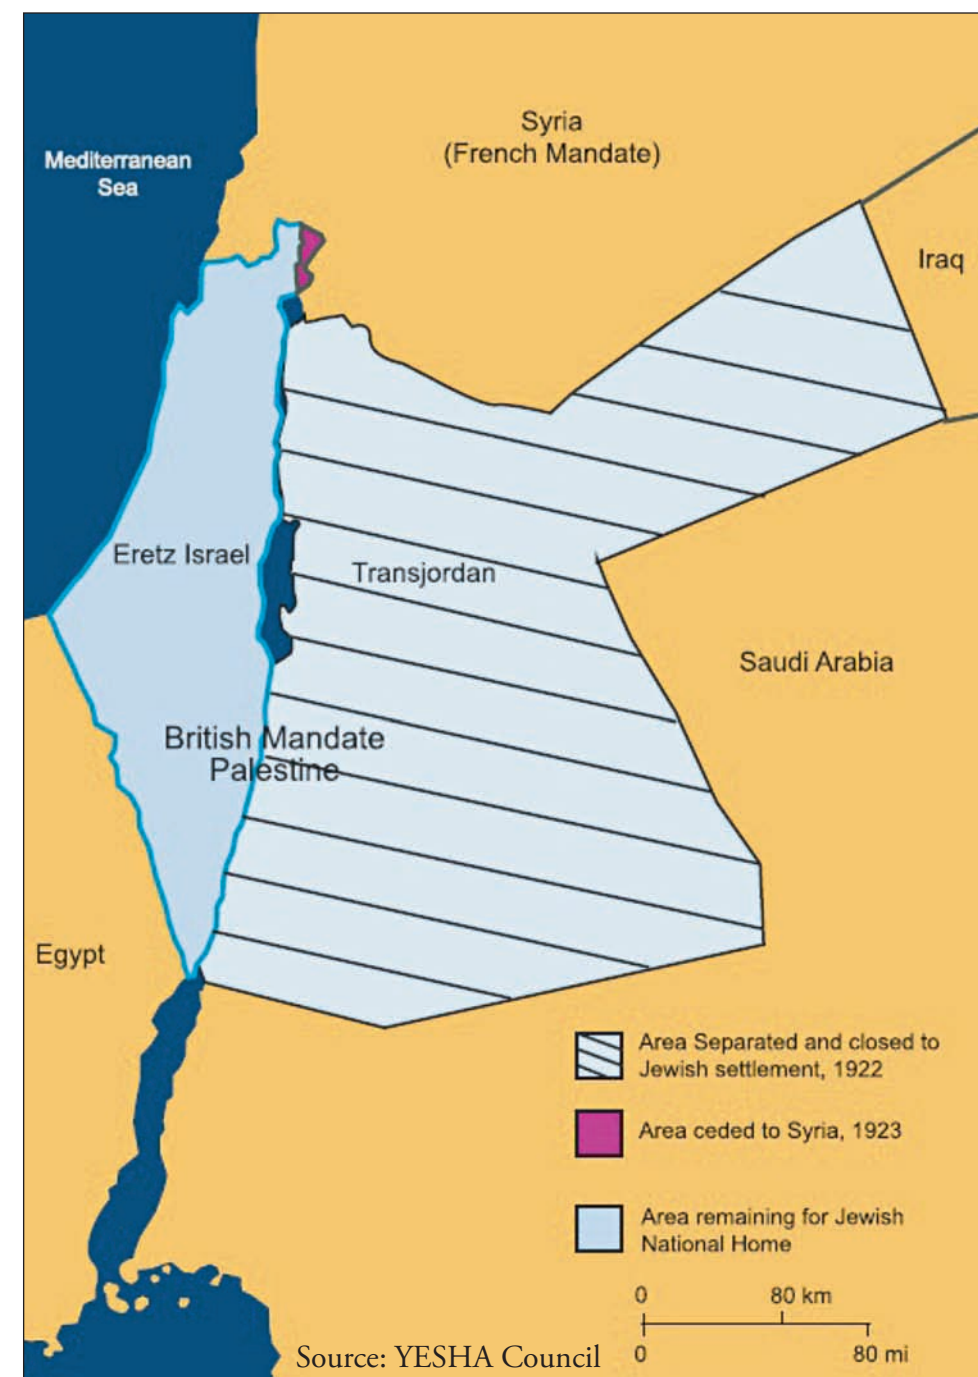 Syria
(French Mandate)
Mediterranean
Sea
Iraq
Eretz Israel
Transjordan
Saudi Arabia
British Mandate
Palestine
Egypt
Area Separated and closed to
Jewish settlement, 1922
Area ceded to Syria, 1923
Area remaining for Jewish
National Home
0 80 km
0 80 mi
Source: YESHA Council